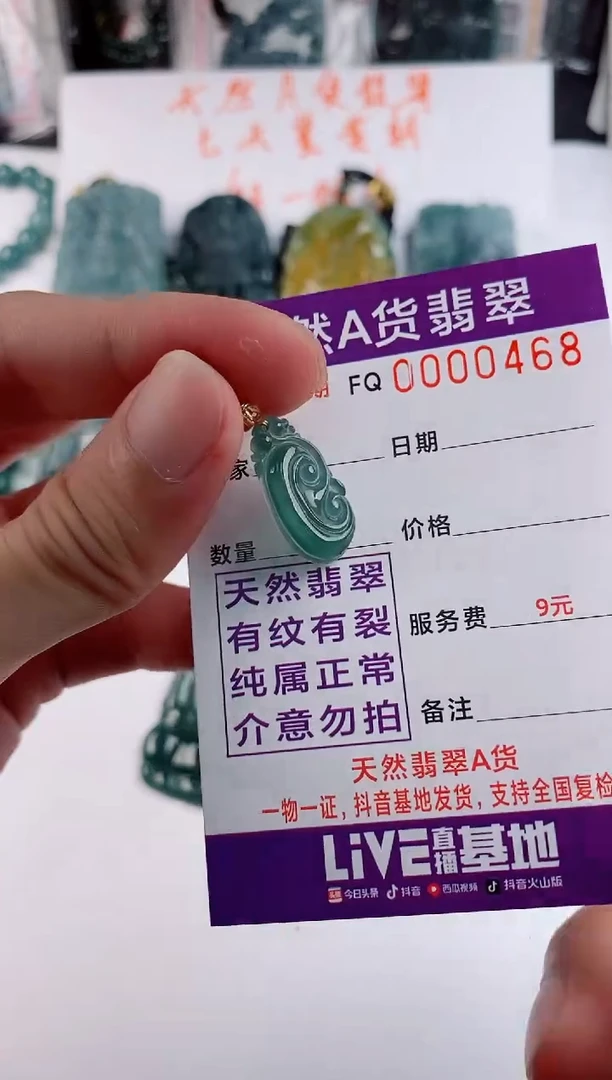 然A货翡翠
FQ 0000468
家
日期
数量
价格
天然翡翠
有纹有裂
纯属正常
介意勿拍
服务费 9元
备注
天然翡翠A货
一物一证,抖音基地发货,支持全国复检
LiVE直播基地
头条 今日头条 抖音 西瓜视频 抖音火山版